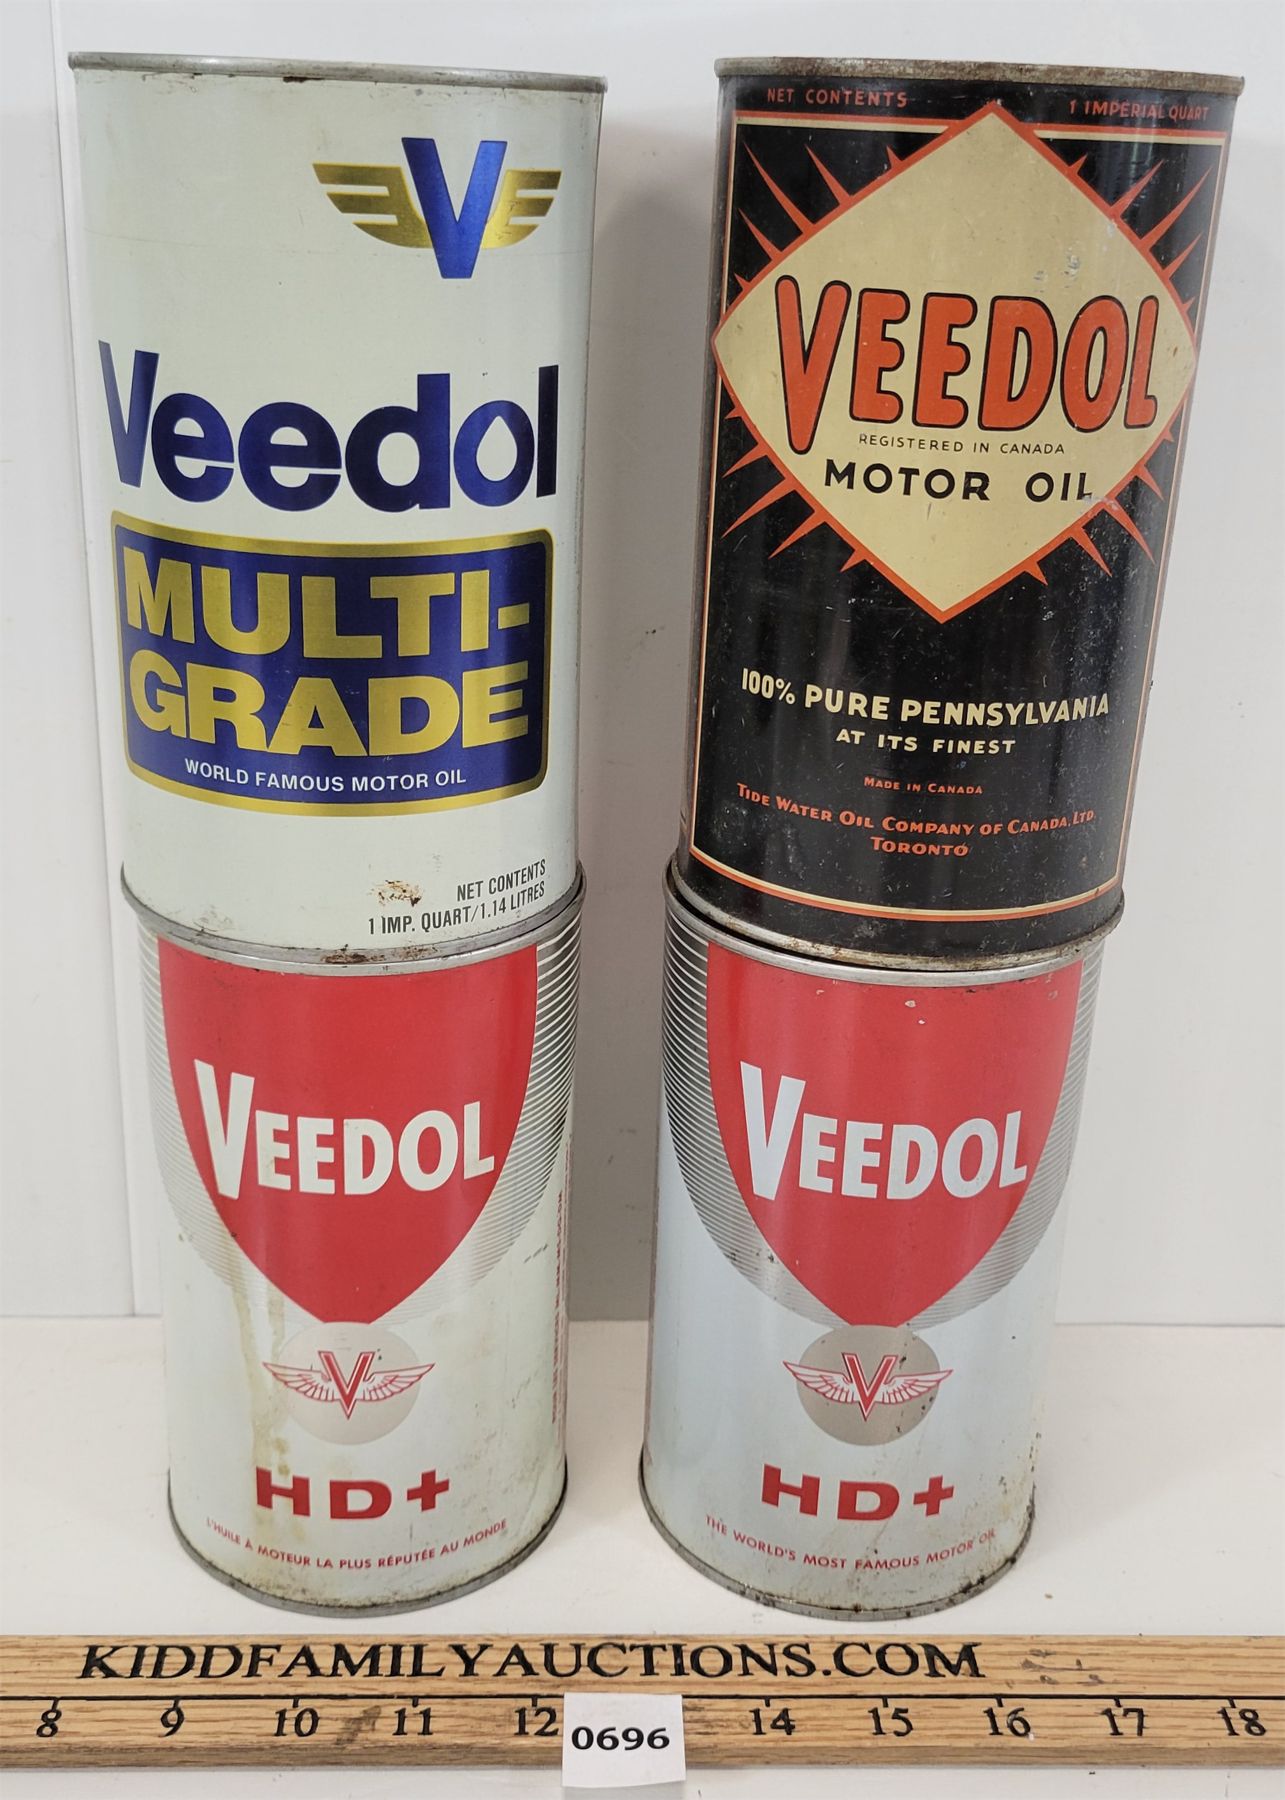 V
Veedol
MULTI-
GRADE
WORLD FAMOUS MOTOR OIL
NET CONTENTS
1 IMP. QUART/1.14 LITRES
NET CONTENTS 1 IMPERIAL QUART
VEEDOL
REGISTERED IN CANADA
MOTOR OIL
100% PURE PENNSYLVANIA
AT ITS FINEST
MADE IN CANADA
TIDE WATER OIL COMPANY OF CANADA, LTD.
TORONTO
VEEDOL
V
HD+
L'HUILE À MOTEUR LA PLUS RÉPUTÉE AU MONDE
VEEDOL
V
HD+
THE WORLD'S MOST FAMOUS MOTOR OIL
KIDDFAMILYAUCTIONS.COM
8 9 10 11 12 14 15 16 17 18
0696